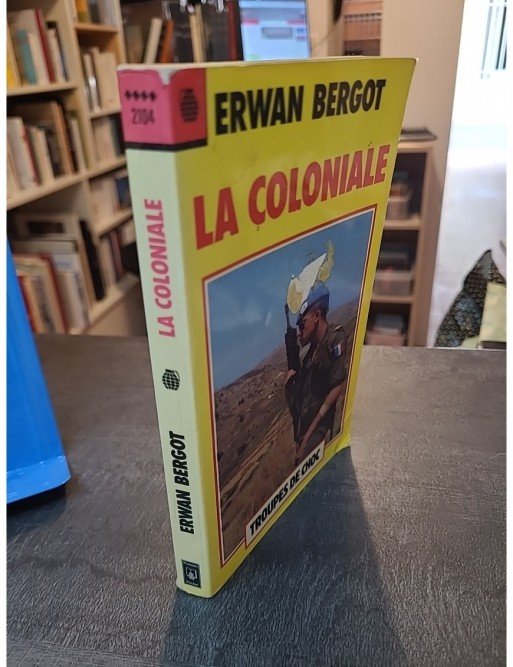 ERWAN BERGOT
LA COLONIALE
TROUPES DE CHOC
2104
LA COLONIALE
ERWAN BERGOT